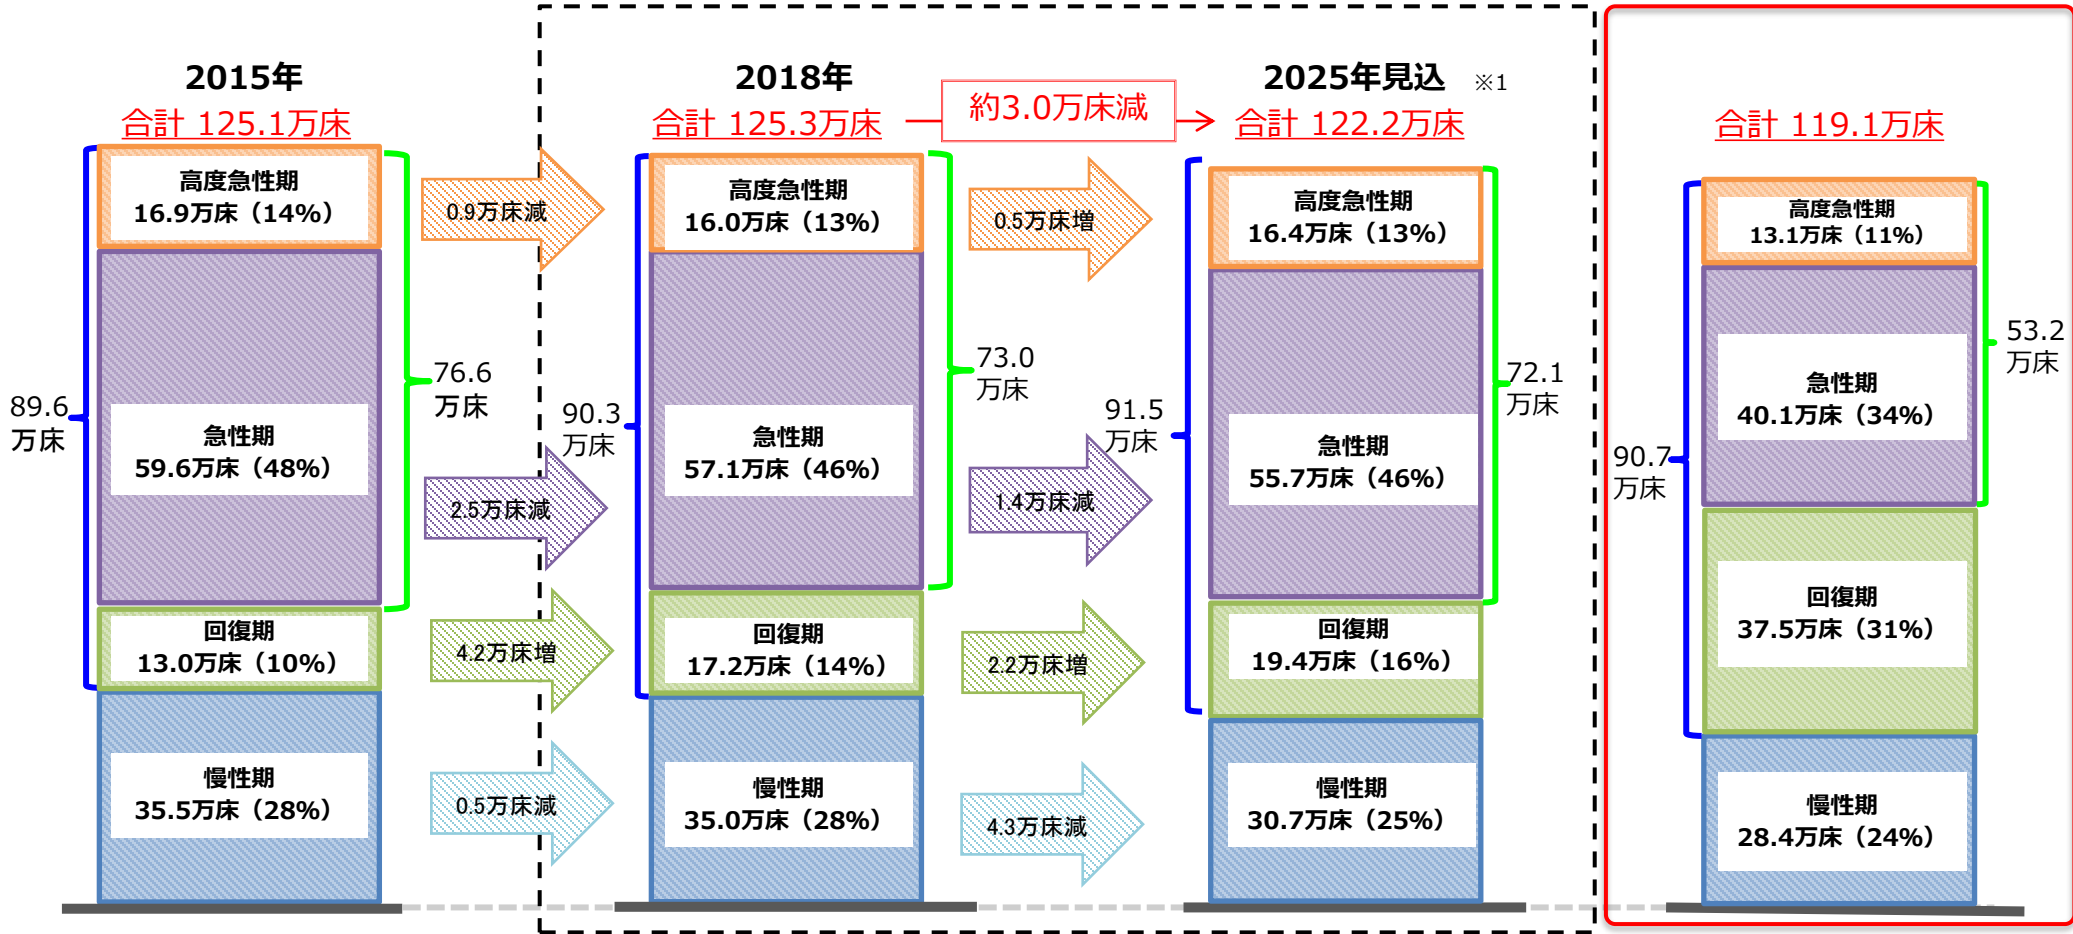 2015年
合計 125.1万床
高度急性期
16.9万床（14%）
急性期
59.6万床（48%）
回復期
13.0万床（10%）
慢性期
35.5万床（28%）
89.6
万床
76.6
万床
0.9万床減
2.5万床減
4.2万床増
0.5万床減
2018年
合計 125.3万床
高度急性期
16.0万床（13%）
急性期
57.1万床（46%）
回復期
17.2万床（14%）
慢性期
35.0万床（28%）
90.3
万床
73.0
万床
約3.0万床減
0.5万床増
1.4万床減
2.2万床増
4.3万床減
2025年見込 ※1
合計 122.2万床
高度急性期
16.4万床（13%）
急性期
55.7万床（46%）
回復期
19.4万床（16%）
慢性期
30.7万床（25%）
91.5
万床
72.1
万床
合計 119.1万床
高度急性期
13.1万床（11%）
急性期
40.1万床（34%）
回復期
37.5万床（31%）
慢性期
28.4万床（24%）
90.7
万床
53.2
万床